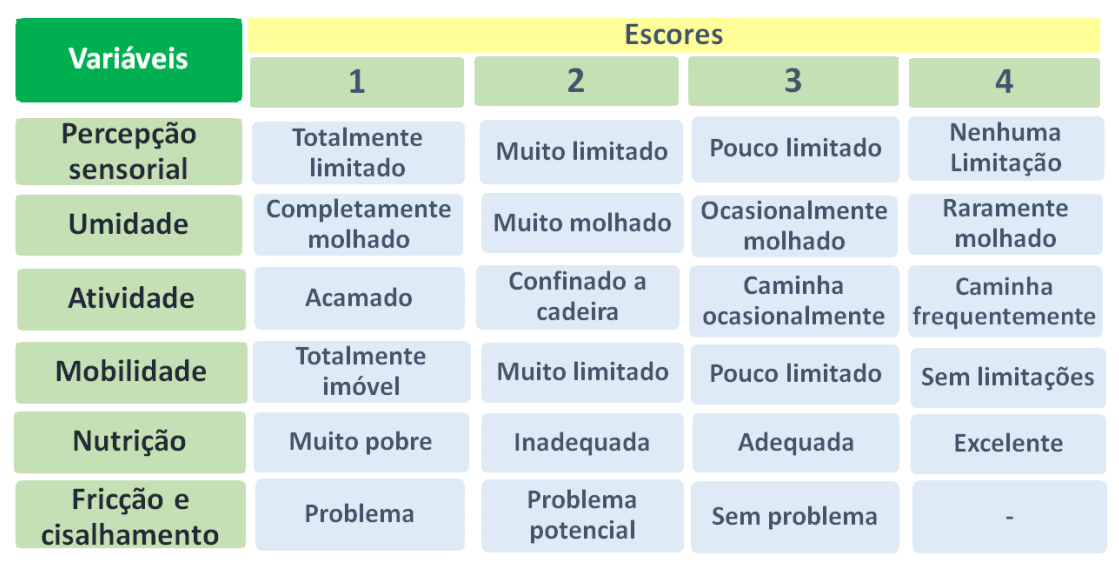 Variáveis
Escores
1
2
3
4
Percepção
sensorial
Totalmente
limitado
Muito limitado
Pouco limitado
Nenhuma
Limitação
Umidade
Completamente
molhado
Muito molhado
Ocasionalmente
molhado
Raramente
molhado
Atividade
Acamado
Confinado a
cadeira
Caminha
ocasionalmente
Caminha
frequentemente
Mobilidade
Totalmente
imóvel
Muito limitado
Pouco limitado
Sem limitações
Nutrição
Muito pobre
Inadequada
Adequada
Excelente
Fricção e
cisalhamento
Problema
Problema
potencial
Sem problema
-